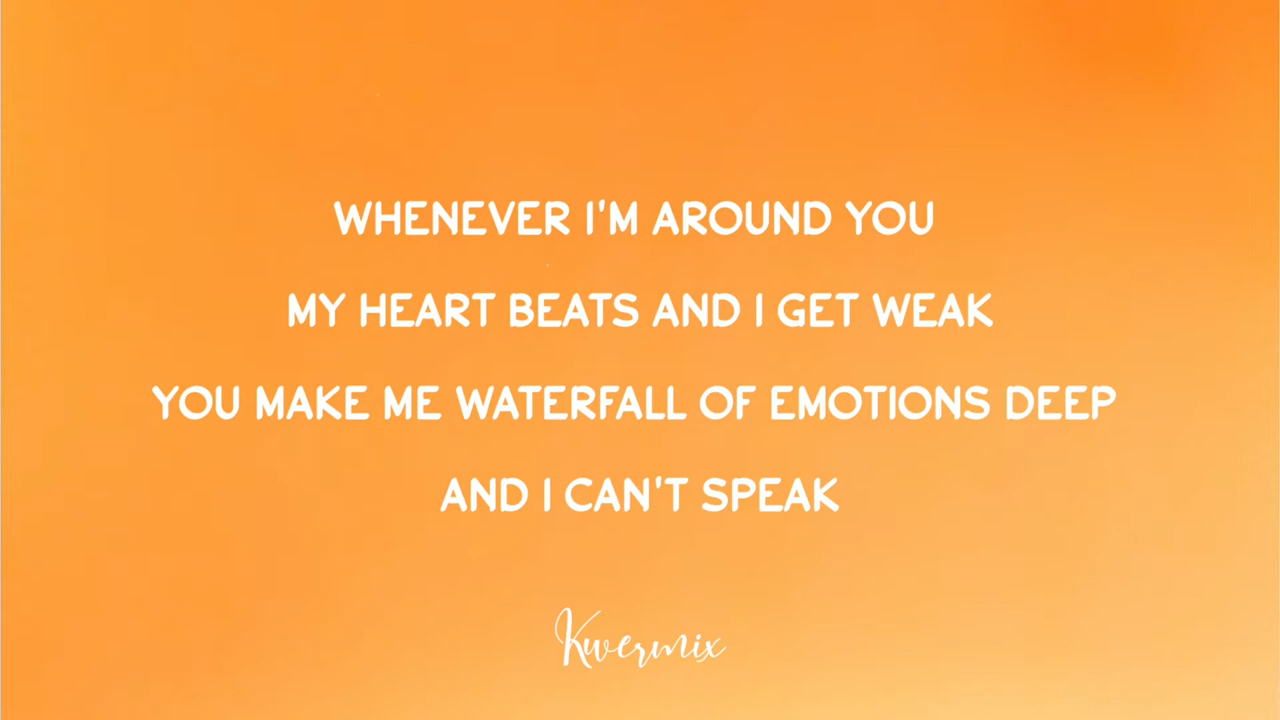 WHENEVER I'M AROUND YOU
MY HEART BEATS AND I GET WEAK
YOU MAKE ME WATERFALL OF EMOTIONS DEEP
AND I CAN'T SPEAK
Kwermix